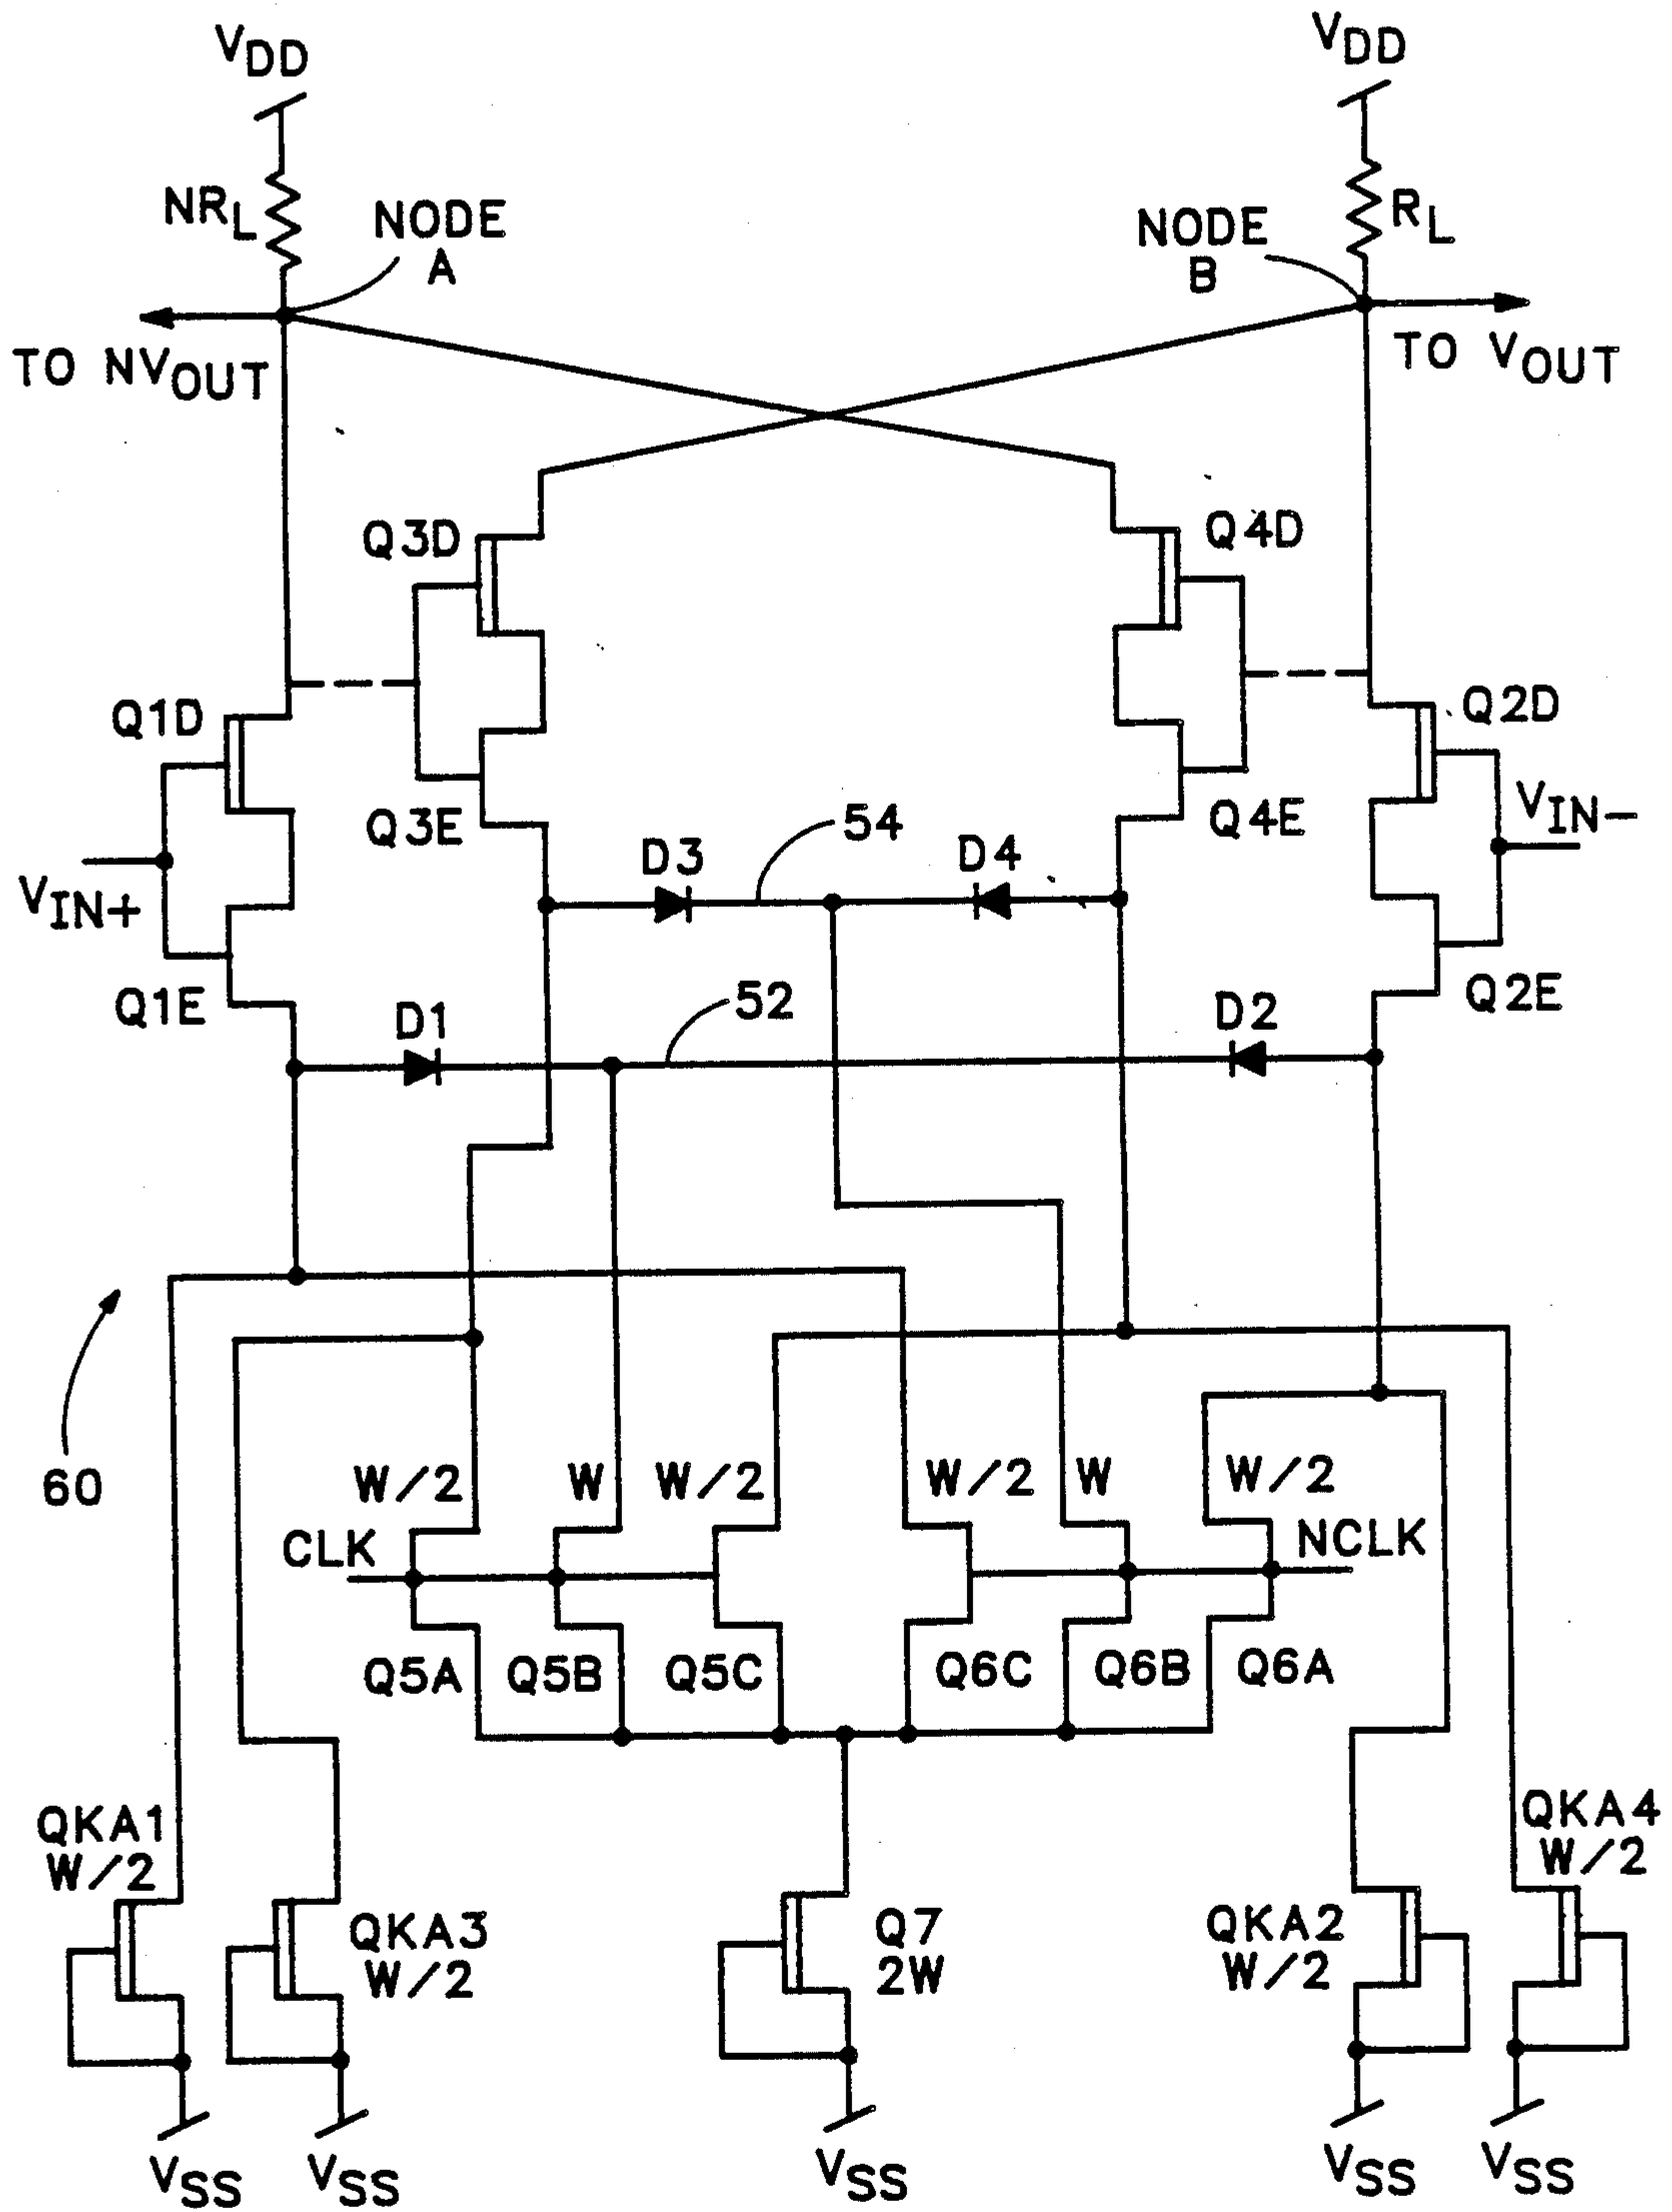 VDD
VDD
NRL
NODE
A
NODE
B
RL
TO NVOUT
TO VOUT
Q3D
Q4D
Q1D
Q2D
Q3E
Q4E
VIN+
VIN−
D3
54
D4
Q1E
Q2E
D1
52
D2
60
W/2
W
W/2
W/2
W
W/2
CLK
NCLK
Q5A
Q5B
Q5C
Q6C
Q6B
Q6A
QKA1
W/2
QKA3
W/2
Q7
2W
QKA2
W/2
QKA4
W/2
VSS
VSS
VSS
VSS
VSS